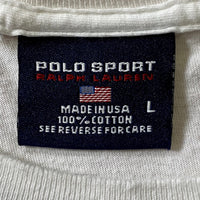 POLO SPORT
RALPH LAUREN
MADE IN USA L
100% COTTON
SEE REVERSE FOR CARE